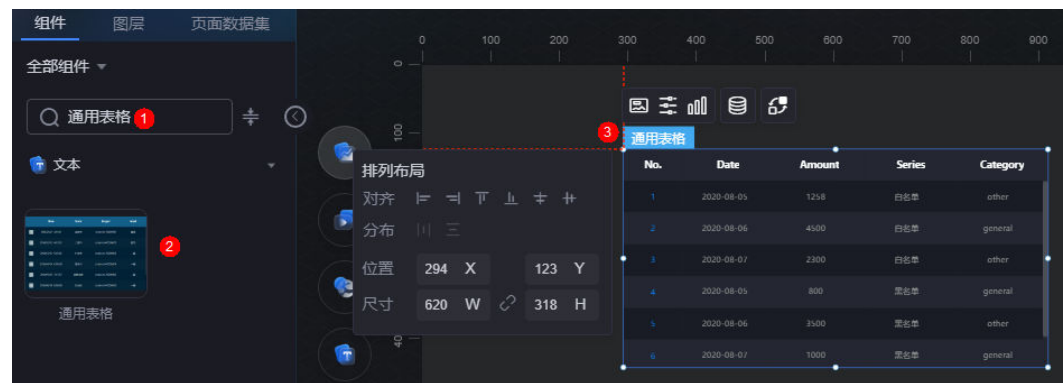 组件 图层 页面数据集
全部组件
通用表格 1
文本
2
通用表格
0 100 200 300 400 500 600 700 800 900
0
100
40
排列布局
对齐
分布
位置 294 X 123 Y
尺寸 620 W 318 H
3
通用表格
No. Date Amount Series Category
1 2020-08-05 1258 白名单 other
2 2020-08-06 4500 白名单 general
3 2020-08-07 2300 白名单 other
4 2020-08-05 800 黑名单 general
5 2020-08-06 3500 黑名单 other
6 2020-08-07 1000 黑名单 general